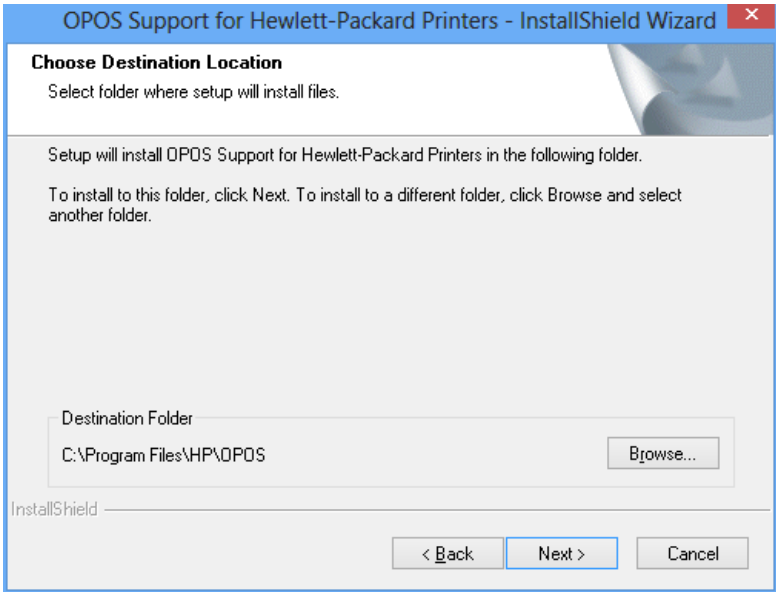 OPOS Support for Hewlett-Packard Printers - InstallShield Wizard
Choose Destination Location
Select folder where setup will install files.
Setup will install OPOS Support for Hewlett-Packard Printers in the following folder.
To install to this folder, click Next. To install to a different folder, click Browse and select
another folder.
Destination Folder
C:\Program Files\HP\OPOS
Browse...
InstallShield
< Back
Next >
Cancel